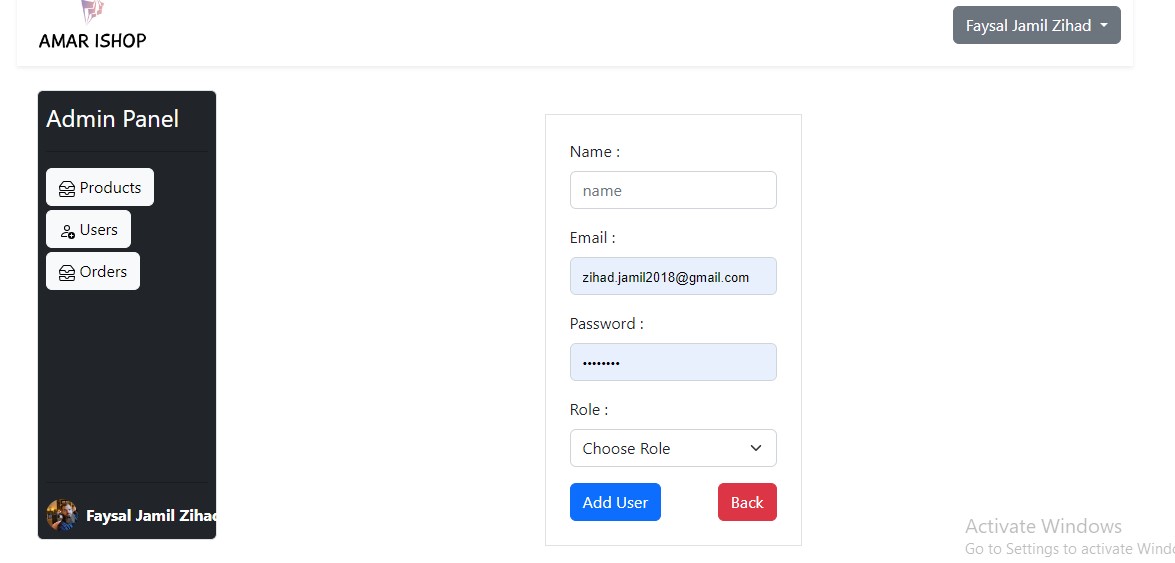 AMAR ISHOP
Faysal Jamil Zihad
Admin Panel
Products
Users
Orders
Faysal Jamil Zihad
Name :
name
Email :
zihad.jamil2018@gmail.com
Password :
••••••••
Role :
Choose Role
Add User
Back
Activate Windows
Go to Settings to activate Windo